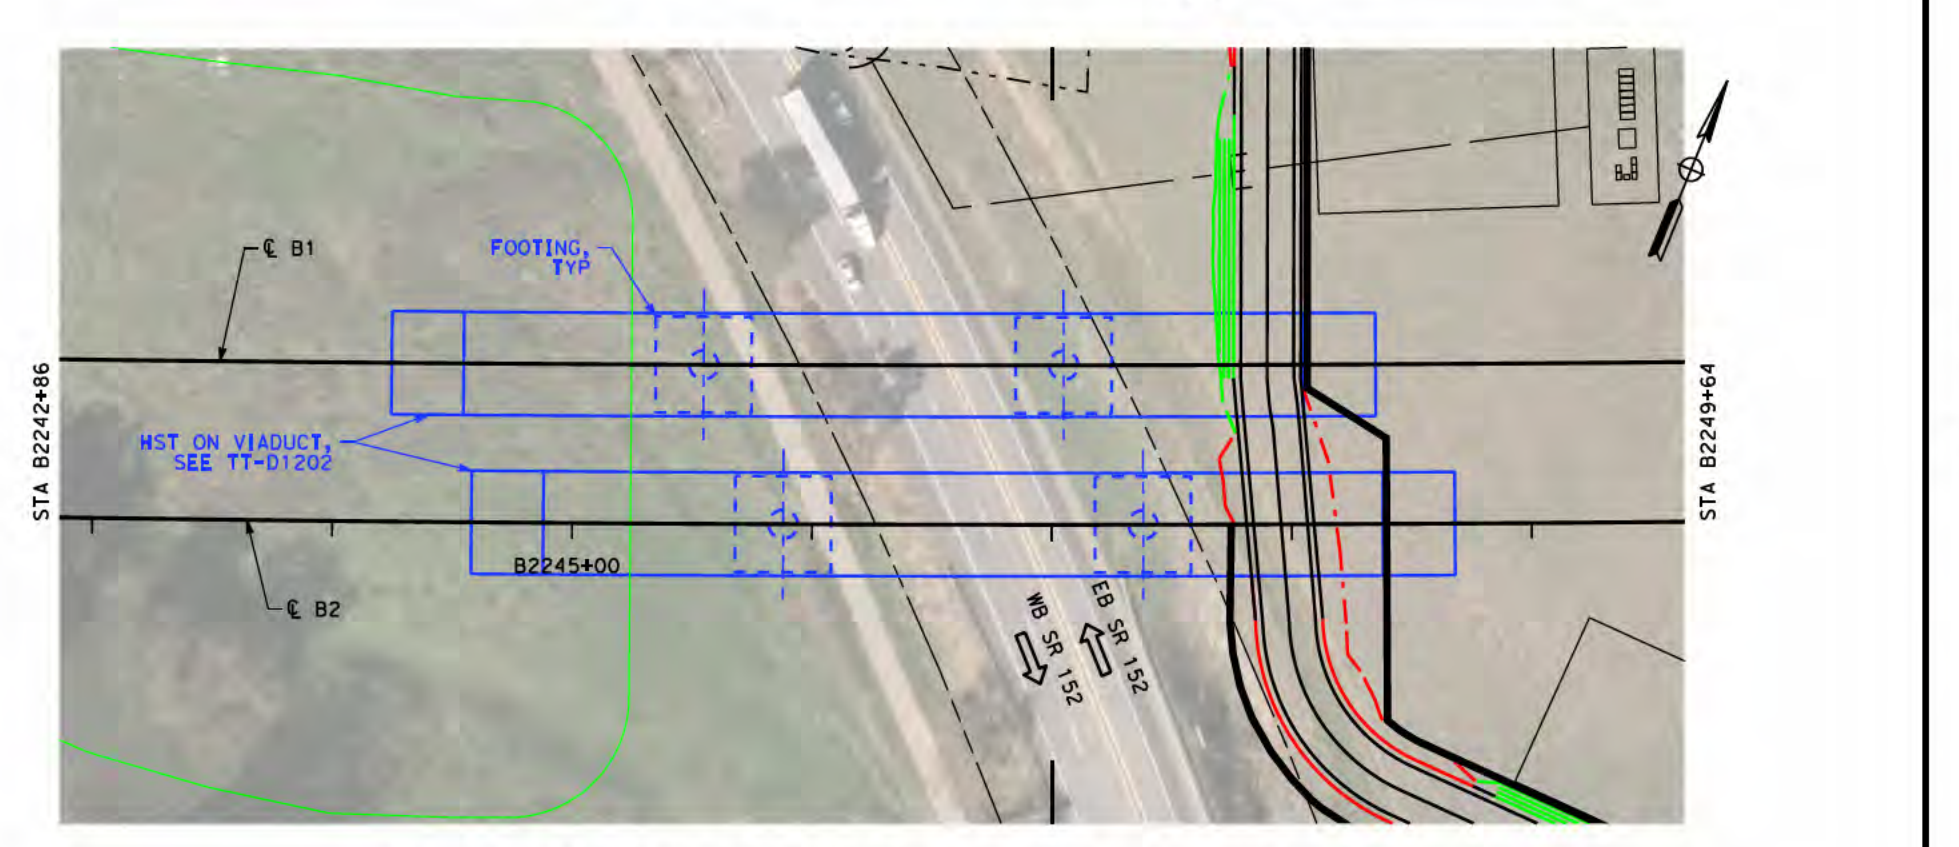 ℄ B1
FOOTING,
TYP
HST ON VIADUCT,
SEE TT-D1202
STA B2242+86
STA B2249+64
B2245+00
℄ B2
WB SR 152
EB SR 152